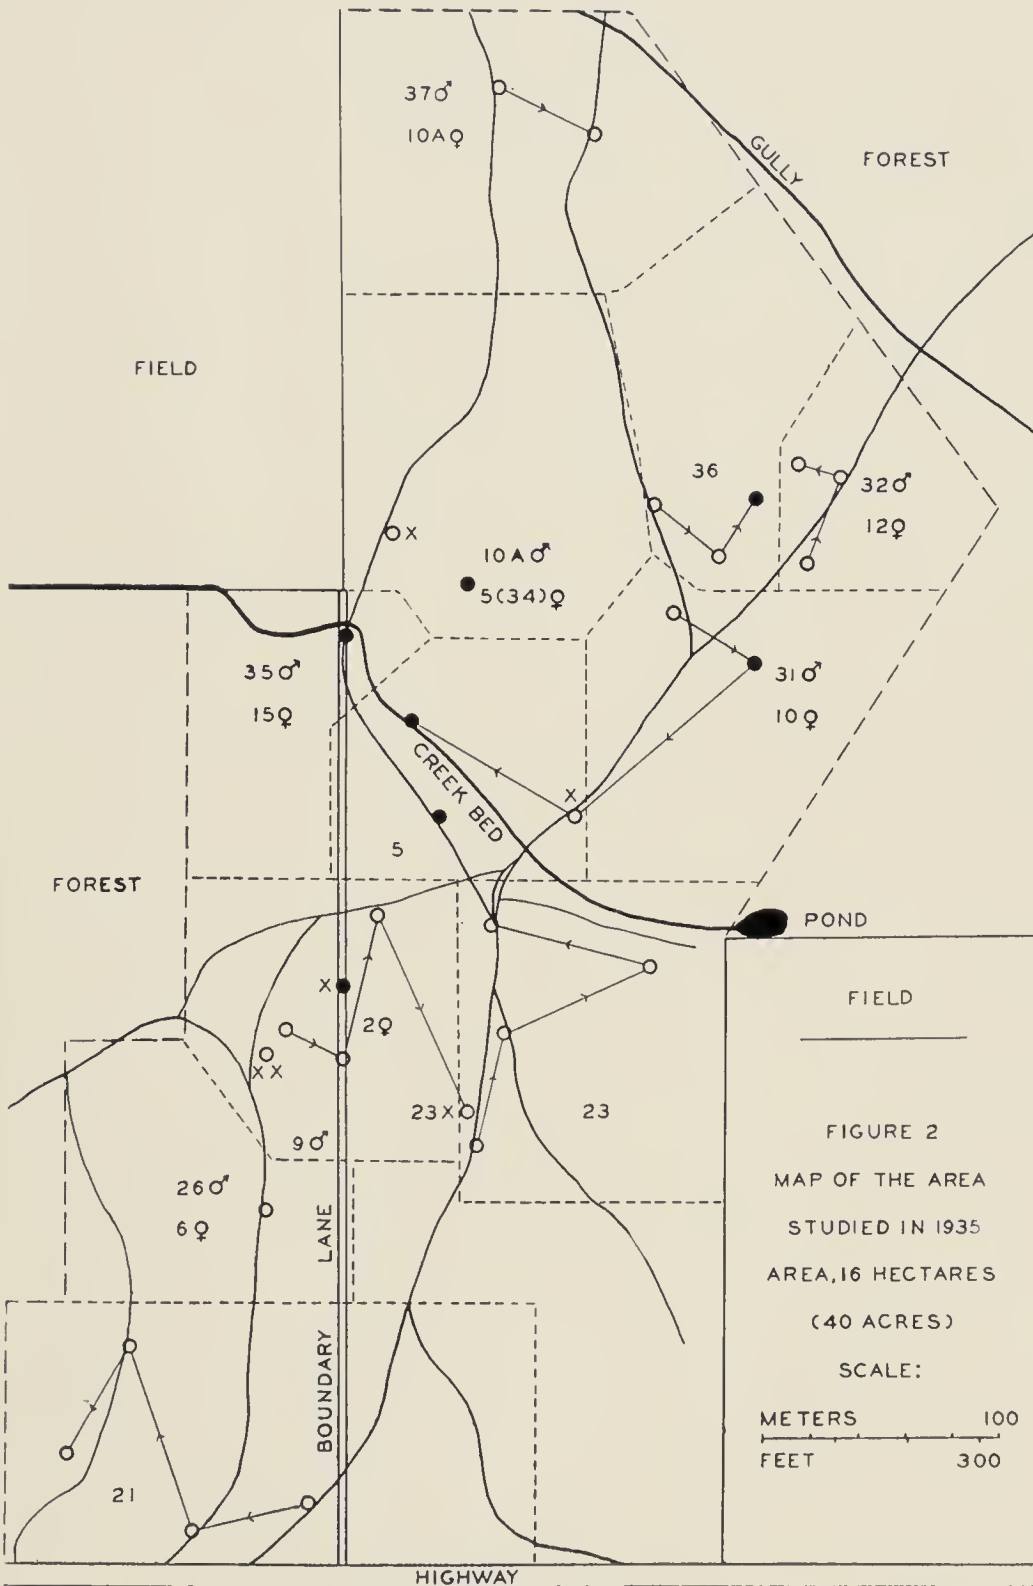 37♂
10A♀
GULLY
FOREST
FIELD
36
32♂
12♀
X
10A♂
5(34)♀
35♂
15♀
31♂
10♀
CREEK BED
X
5
FOREST
POND
X
2♀
FIELD
XX
23X
23
9♂
26♂
6♀
BOUNDARY LANE
21
FIGURE 2
MAP OF THE AREA
STUDIED IN 1935
AREA, 16 HECTARES
(40 ACRES)
SCALE:
METERS 100
FEET 300
HIGHWAY